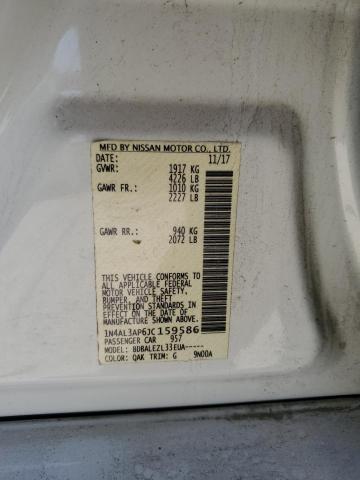 MFD BY NISSAN MOTOR CO., LTD.
DATE: 11/17
GVWR: 1917 KG
4226 LB
GAWR FR.: 1010 KG
2227 LB
GAWR RR.: 940 KG
2072 LB
THIS VEHICLE CONFORMS TO ALL
APPLICABLE FEDERAL MOTOR
VEHICLE SAFETY,
BUMPER, AND THEFT
PREVENTION STANDARDS
IN EFFECT ON THE DATE OF
MANUFACTURE SHOWN ABOVE.
1N4AL3AP6JC159586
PASSENGER CAR 957
MODEL: BDBALEZL33EUA-----
COLOR: QAK TRIM: G 9N00A